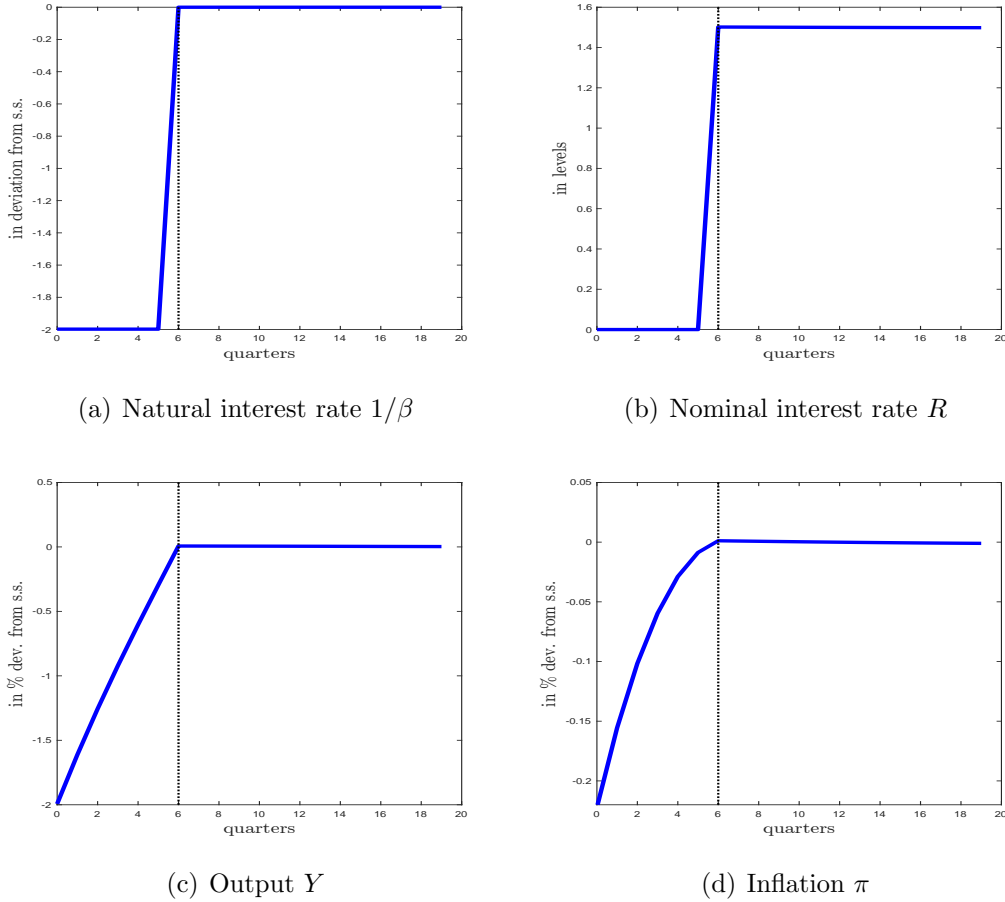 0
-0.2
-0.4
-0.6
-0.8
-1
-1.2
-1.4
-1.6
-1.8
-2
in deviation from s.s.
0 2 4 6 8 10 12 14 16 18 20
quarters
(a) Natural interest rate 1/β
1.6
1.4
1.2
1
0.8
0.6
0.4
0.2
0
in levels
0 2 4 6 8 10 12 14 16 18 20
quarters
(b) Nominal interest rate R
0.5
0
-0.5
-1
-1.5
-2
in % dev. from s.s.
0 2 4 6 8 10 12 14 16 18 20
quarters
(c) Output Y
0.05
0
-0.05
-0.1
-0.15
-0.2
in % dev. from s.s.
0 2 4 6 8 10 12 14 16 18 20
quarters
(d) Inflation π